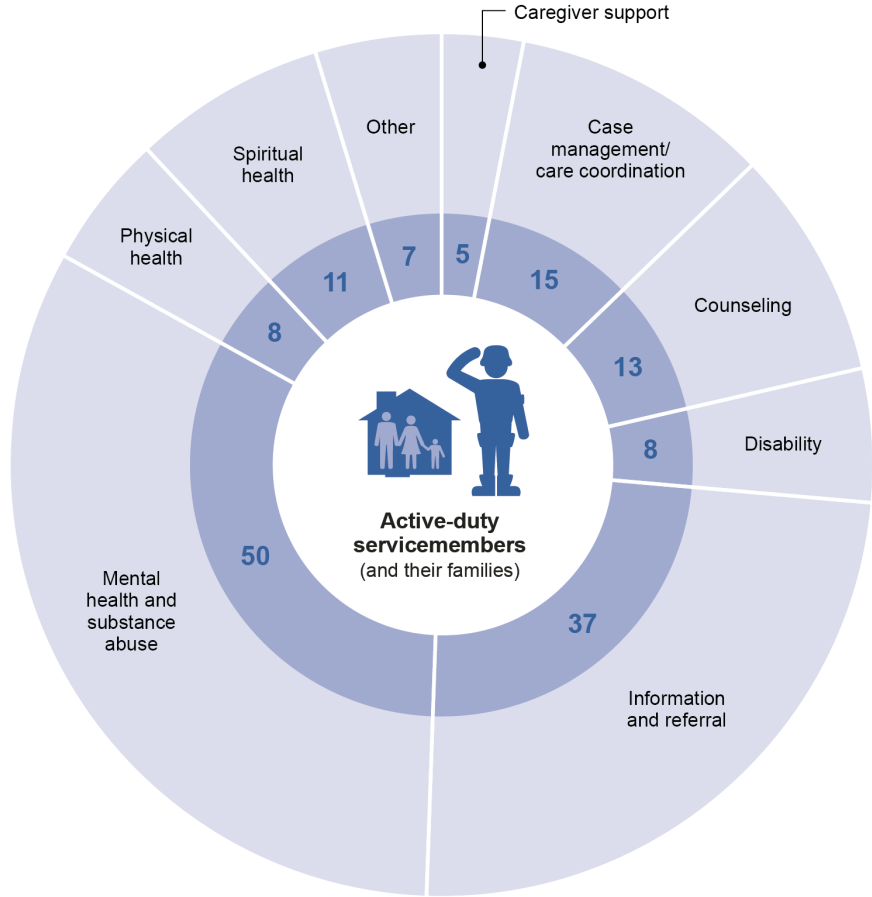 Caregiver support
Case
management/
care coordination
Counseling
Disability
Information
and referral
Mental
health and
substance
abuse
Physical
health
Spiritual
health
Other
5
15
13
8
37
50
8
11
7
Active-duty
servicemembers
(and their families)